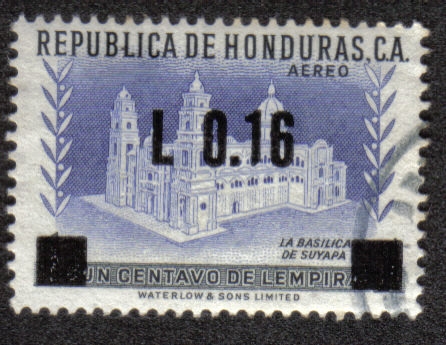 REPUBLICA DE HONDURAS, C.A.
AEREO
L 0.16
LA BASILICA
DE SUYAPA
UN CENTAVO DE LEMPIRA
WATERLOW & SONS LIMITED